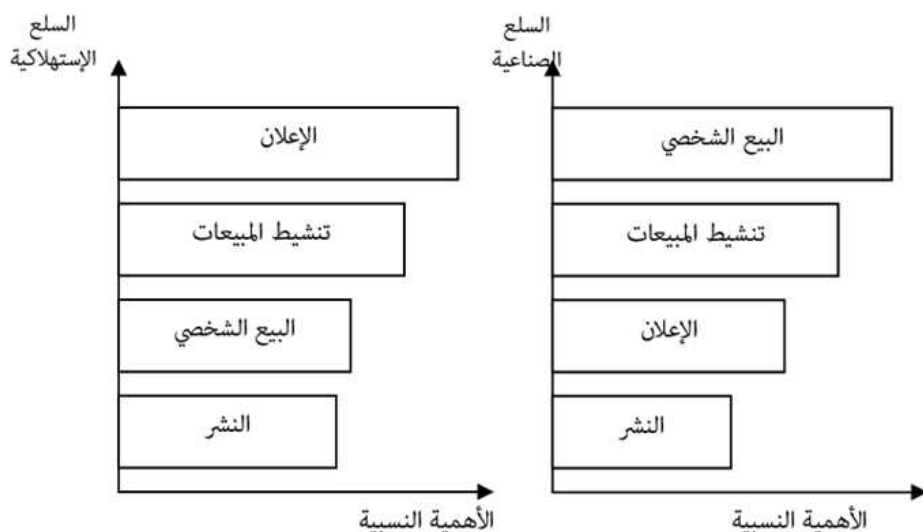 السلع
الصناعية
البيع الشخصي
تنشيط المبيعات
الإعلان
النشر
الأهمية النسبية
السلع
الإستهلاكية
الإعلان
تنشيط المبيعات
البيع الشخصي
النشر
الأهمية النسبية